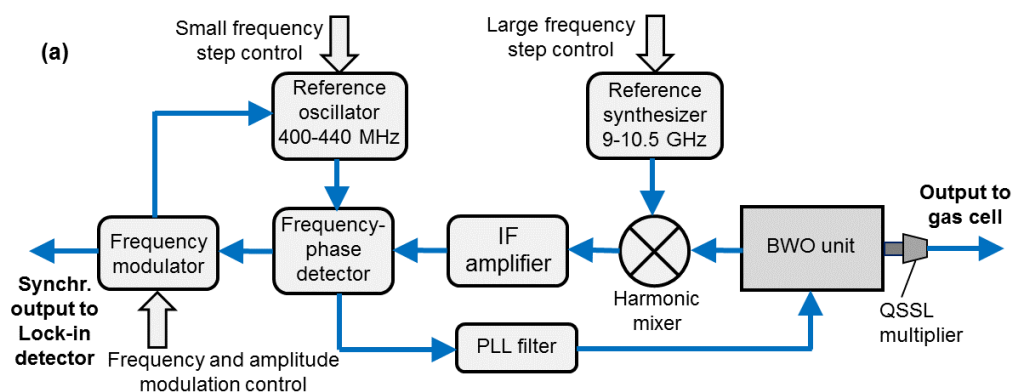 (a)
Small frequency
step control
Large frequency
step control
Reference
oscillator
400-440 MHz
Reference
synthesizer
9-10.5 GHz
Frequency
modulator
Frequency-
phase
detector
IF
amplifier
Harmonic
mixer
BWO unit
Output to
gas cell
QSSL
multiplier
Synchr.
output to
Lock-in
detector
PLL filter
Frequency and amplitude
modulation control